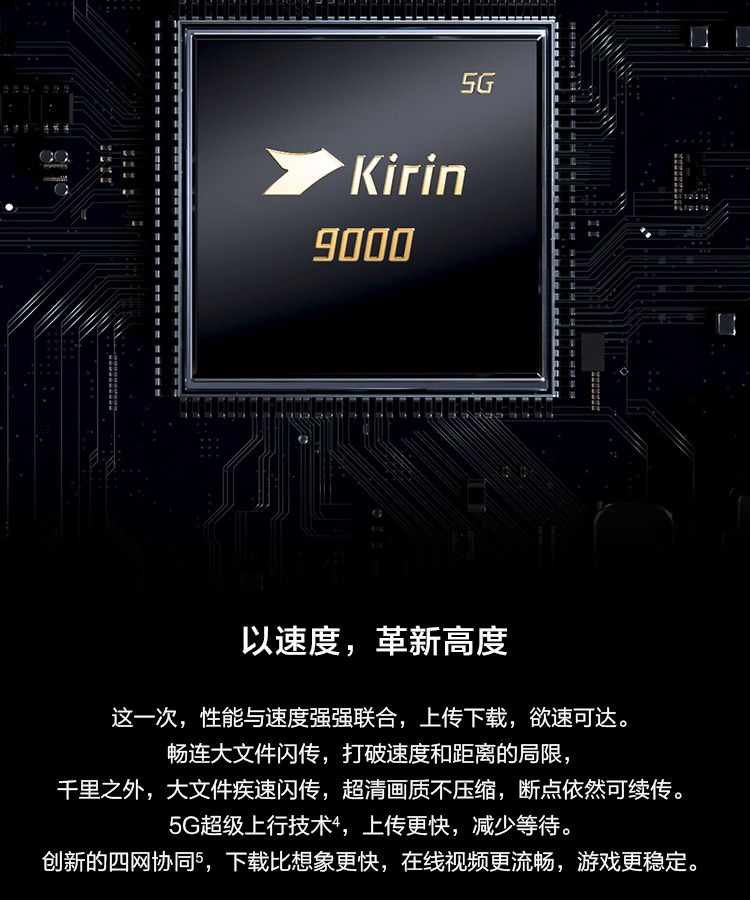 5G
Kirin
9000
以速度，革新高度
这一次，性能与速度强强联合，上传下载，欲速可达。
畅连大文件闪传，打破速度和距离的局限，
千里之外，大文件疾速闪传，超清画质不压缩，断点依然可续传。
5G超级上行技术⁴，上传更快，减少等待。
创新的四网协同⁵，下载比想象更快，在线视频更流畅，游戏更稳定。